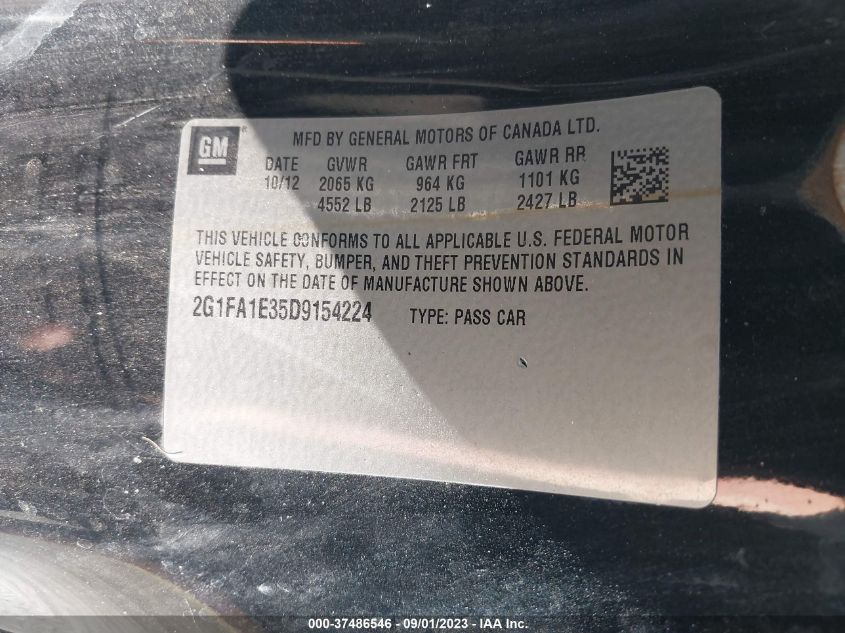 GM ®
MFD BY GENERAL MOTORS OF CANADA LTD.
DATE GVWR GAWR FRT GAWR RR
10/12 2065 KG 964 KG 1101 KG
4552 LB 2125 LB 2427 LB
THIS VEHICLE CONFORMS TO ALL APPLICABLE U.S. FEDERAL MOTOR
VEHICLE SAFETY, BUMPER, AND THEFT PREVENTION STANDARDS IN
EFFECT ON THE DATE OF MANUFACTURE SHOWN ABOVE.
2G1FA1E35D9154224 TYPE: PASS CAR
000-37486546 - 09/01/2023 - IAA Inc.